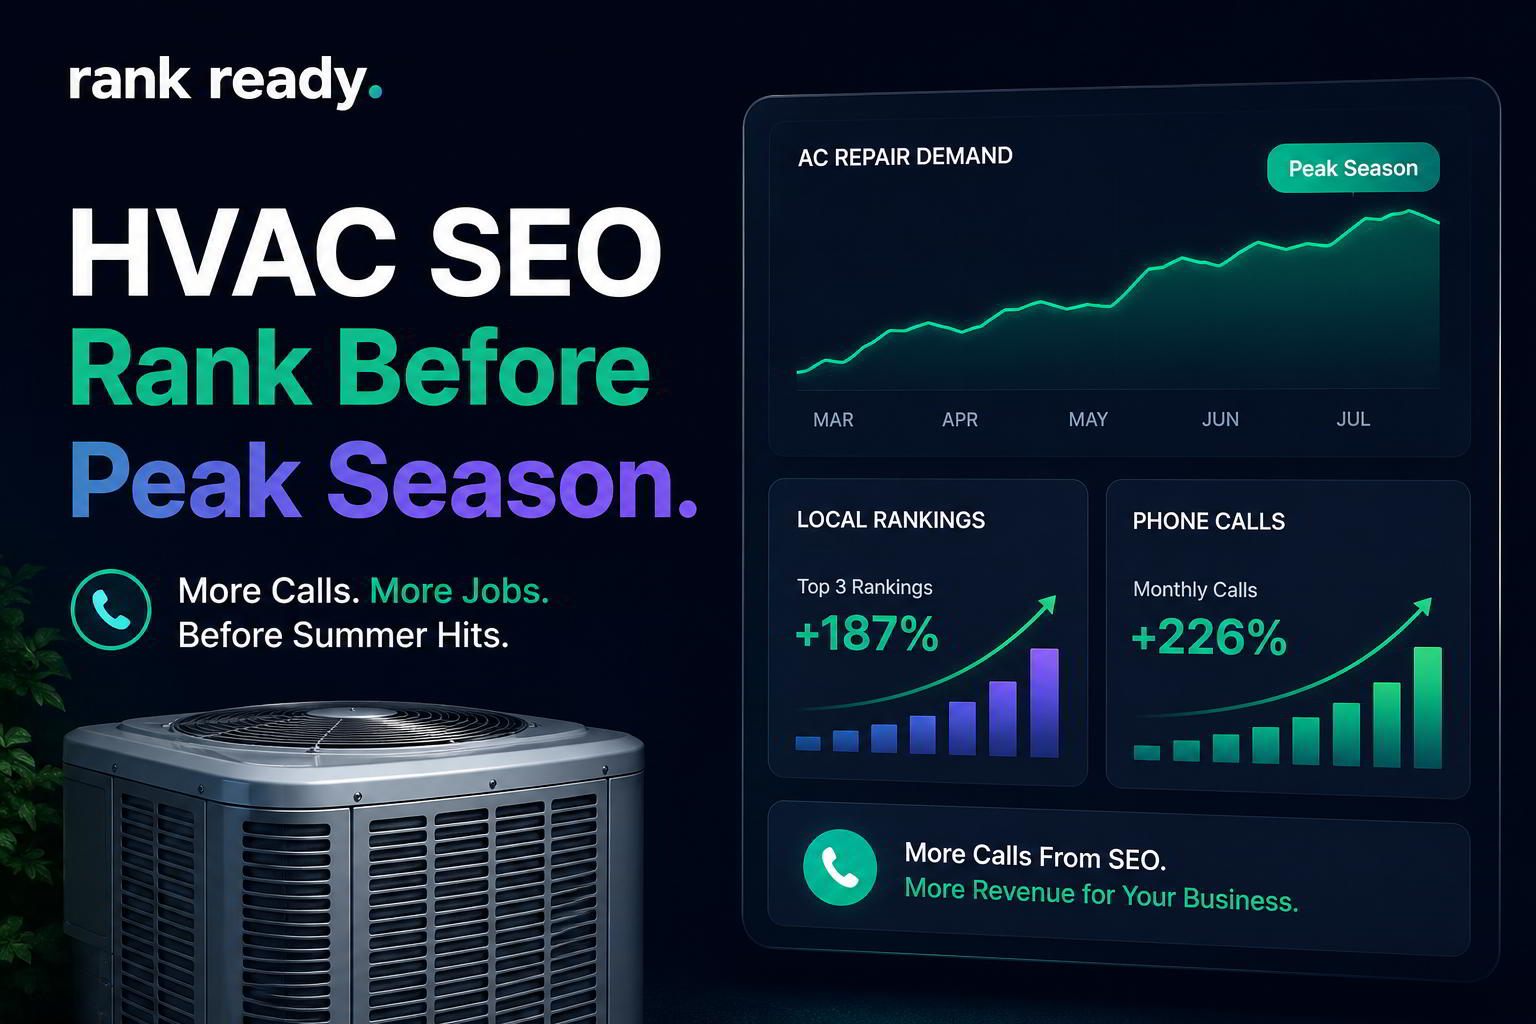 rank ready.
HVAC SEO
Rank Before
Peak Season.
More Calls. More Jobs.
Before Summer Hits.
AC REPAIR DEMAND
Peak Season
MAR APR MAY JUN JUL
LOCAL RANKINGS
Top 3 Rankings
+187%
PHONE CALLS
Monthly Calls
+226%
More Calls From SEO.
More Revenue for Your Business.